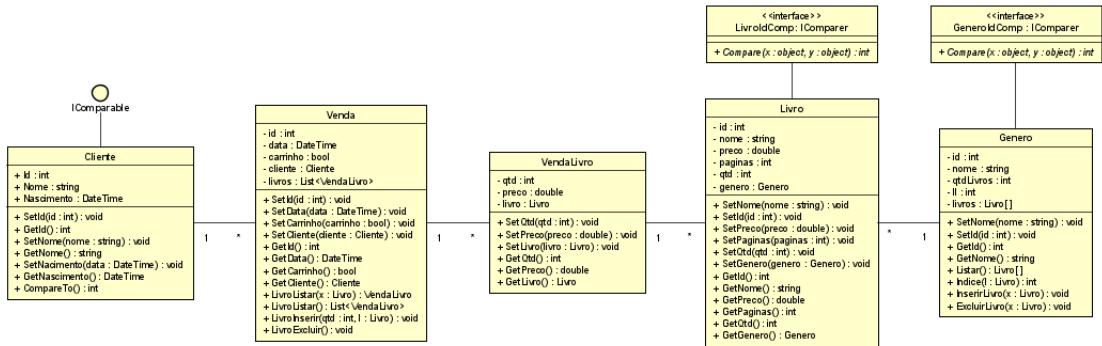 IComparable
Cliente
+ Id : int
+ Nome : string
+ Nascimento : DateTime
+ SetId(id : int) : void
+ GetId() : int
+ SetNome(nome : string) : void
+ GetNome() : string
+ SetNacimento(data : DateTime) : void
+ GetNascimento() : DateTime
+ CompareTo() : int
1
*
Venda
- id : int
- data : DateTime
- carrinho : bool
- cliente : Cliente
- livros : List<VendaLivro>
+ SetId(id : int) : void
+ SetData(data : DateTime) : void
+ SetCarrinho(carrinho : bool) : void
+ SetCliente(cliente : Cliente) : void
+ GetId() : int
+ GetData() : DateTime
+ GetCarrinho() : bool
+ GetCliente() : Cliente
+ LivroListar(x : Livro) : VendaLivro
+ LivroListar() : List<VendaLivro>
+ LivroInserir(qtd : int, l : Livro) : void
+ LivroExcluir() : void
1
*
VendaLivro
- qtd : int
- preco : double
- livro : Livro
+ SetQtd(qtd : int) : void
+ SetPreco(preco : double) : void
+ SetLivro(livro : Livro) : void
+ GetQtd() : int
+ GetPreco() : double
+ GetLivro() : Livro
1
*
<<interface>>
LivroIdComp : IComparer
+ Compare(x : object, y : object) : int
Livro
- id : int
- nome : string
- preco : double
- paginas : int
- qtd : int
- genero : Genero
+ SetNome(nome : string) : void
+ SetId(id : int) : void
+ SetPreco(preco : double) : void
+ SetPaginas(paginas : int) : void
+ SetQtd(qtd : int) : void
+ SetGenero(genero : Genero) : void
+ GetId() : int
+ GetNome() : string
+ GetPreco() : double
+ GetPaginas() : int
+ GetQtd() : int
+ GetGenero() : Genero
*
1
<<interface>>
GeneroIdComp : IComparer
+ Compare(x : object, y : object) : int
Genero
- id : int
- nome : string
- qtdLivros : int
- ll : int
- livros : Livro[]
+ SetNome(nome : string) : void
+ SetId(id : int) : void
+ GetId() : int
+ GetNome() : string
+ Listar() : Livro[]
+ Indice(l : Livro) : int
+ InserirLivro(x : Livro) : void
+ ExcluirLivro(x : Livro) : void